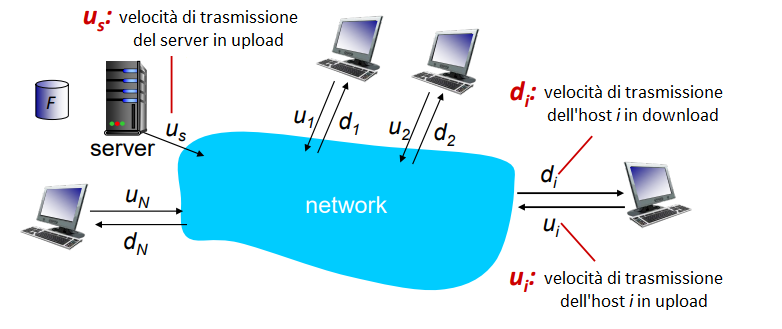 us: velocità di trasmissione
del server in upload
F
server
us
u1
d1
u2
d2
di: velocità di trasmissione
dell'host i in download
uN
dN
network
di
ui
ui: velocità di trasmissione
dell'host i in upload